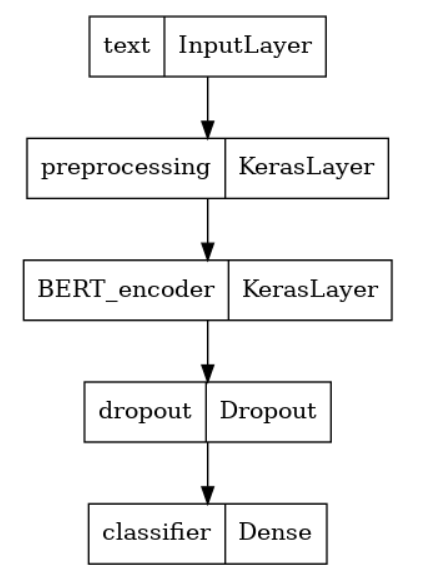 text InputLayer
preprocessing KerasLayer
BERT_encoder KerasLayer
dropout Dropout
classifier Dense